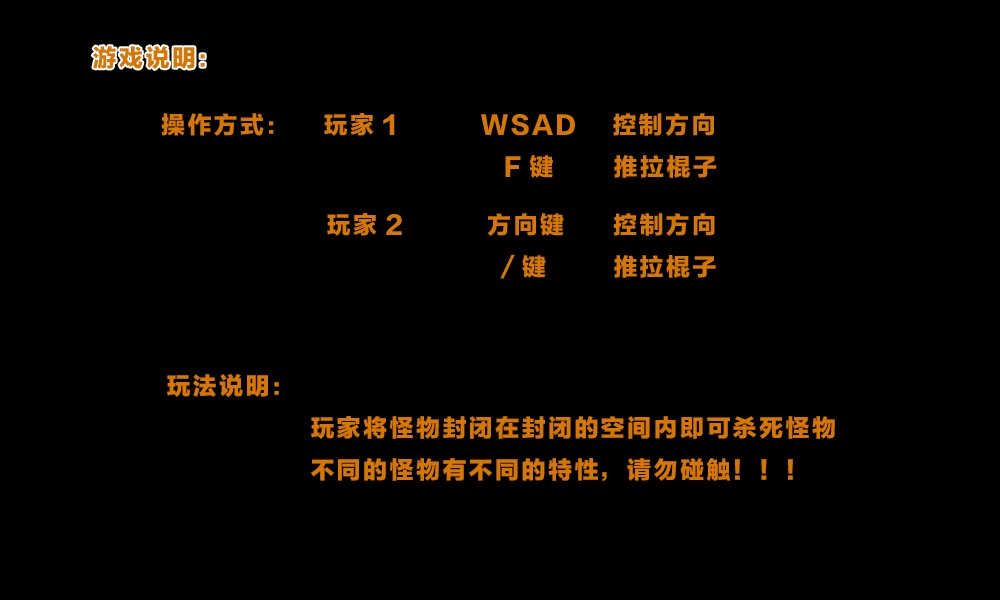 游戏说明:
操作方式: 玩家 1 WSAD 控制方向
F 键 推拉棍子
玩家 2 方向键 控制方向
/ 键 推拉棍子
玩法说明:
玩家将怪物封闭在封闭的空间内即可杀死怪物
不同的怪物有不同的特性，请勿碰触！！！